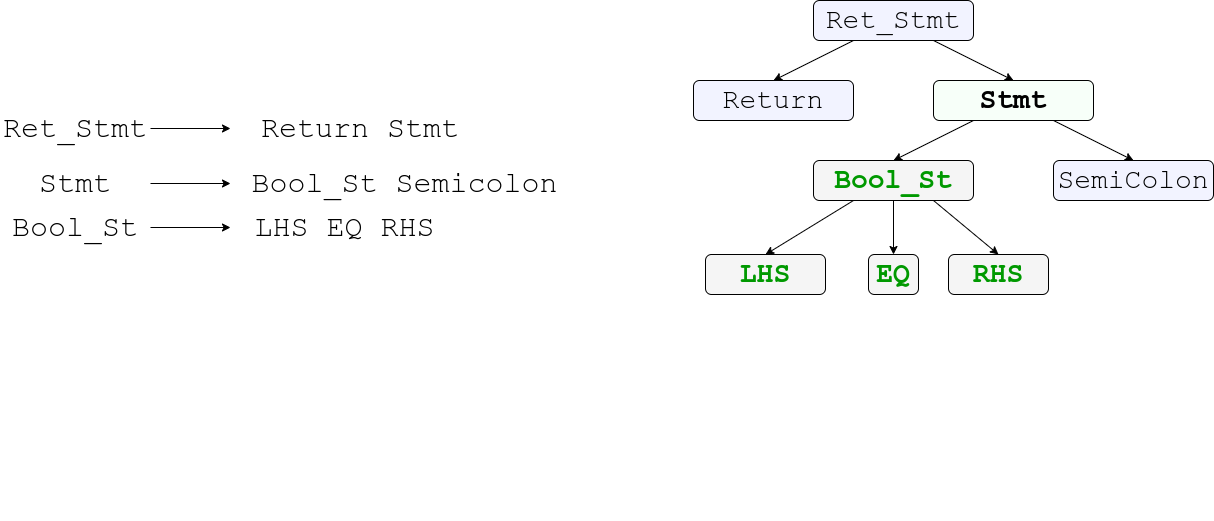 Ret_Stmt Return Stmt
Stmt Bool_St Semicolon
Bool_St LHS EQ RHS
Ret_Stmt
Return Stmt
Bool_St SemiColon
LHS EQ RHS